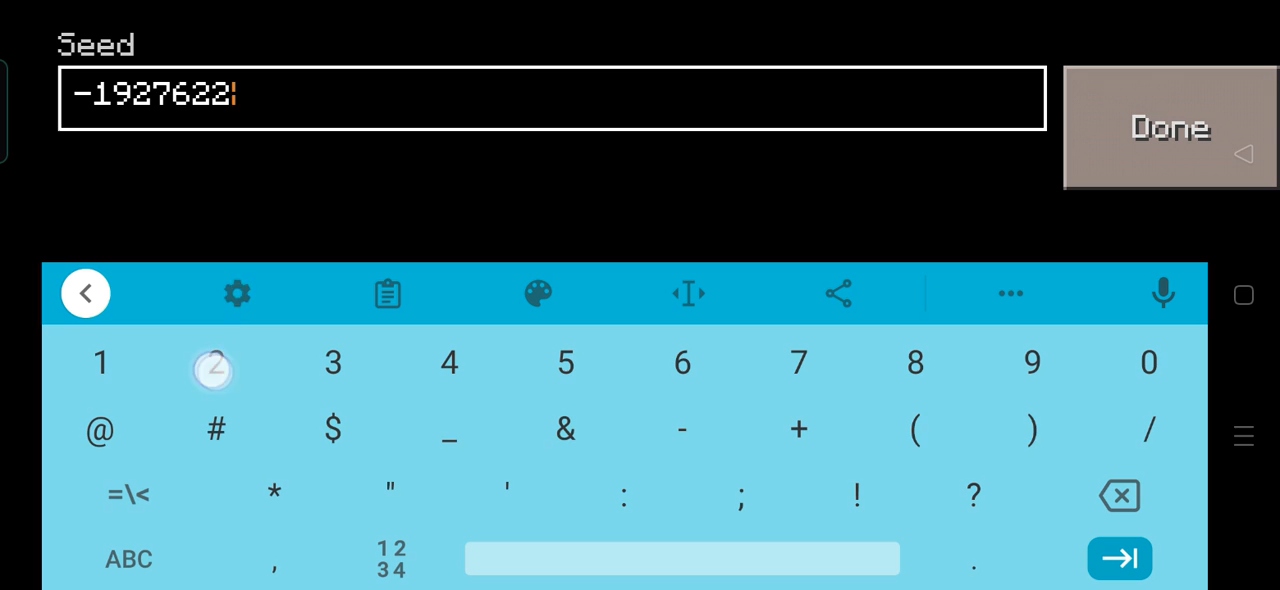 Seed
-1927622
Done
1 2 3 4 5 6 7 8 9 0
@ # $ _ & - + ( ) /
=\< * " ' : ; ! ?
ABC , 12 34 .